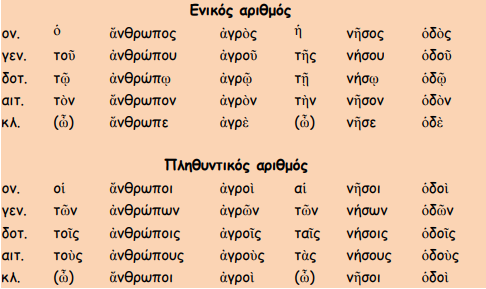 Ενικός αριθμός
ον. ὁ ἄνθρωπος ἀγρὸς ἡ νῆσος ὁδὸς
γεν. τοῦ ἀνθρώπου ἀγροῦ τῆς νήσου ὁδοῦ
δοτ. τῷ ἀνθρώπῳ ἀγρῷ τῇ νήσῳ ὁδῷ
αιτ. τὸν ἄνθρωπον ἀγρὸν τὴν νῆσον ὁδὸν
κλ. (ὦ) ἄνθρωπε ἀγρὲ (ὦ) νῆσε ὁδὲ
Πληθυντικός αριθμός
ον. οἱ ἄνθρωποι ἀγροὶ αἱ νῆσοι ὁδοὶ
γεν. τῶν ἀνθρώπων ἀγρῶν τῶν νήσων ὁδῶν
δοτ. τοῖς ἀνθρώποις ἀγροῖς ταῖς νήσοις ὁδοῖς
αιτ. τοὺς ἀνθρώπους ἀγροὺς τὰς νήσους ὁδοὺς
κλ. (ὦ) ἄνθρωποι ἀγροὶ (ὦ) νῆσοι ὁδοὶ